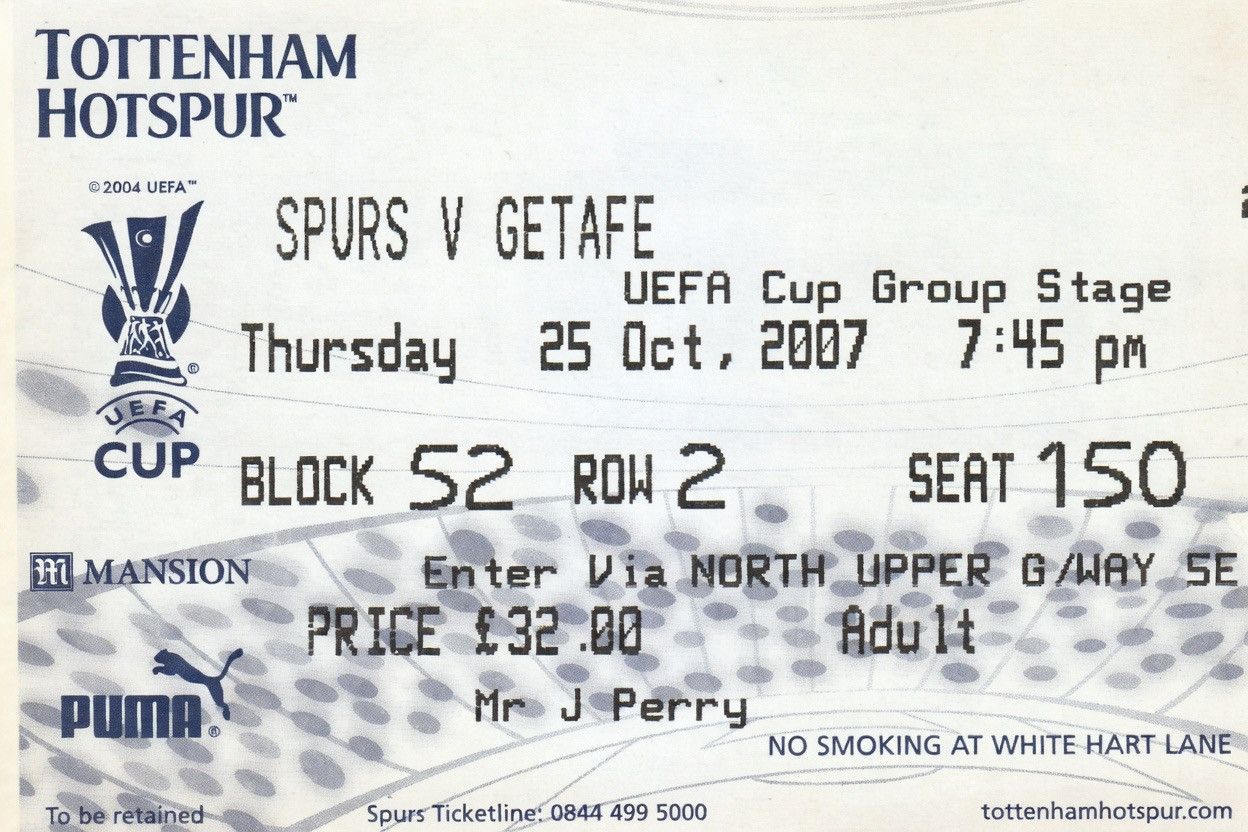 TOTTENHAM
HOTSPUR™
© 2004 UEFA™
SPURS V GETAFE
UEFA Cup Group Stage
Thursday 25 Oct, 2007 7:45 pm
®
UEFA
CUP
BLOCK 52 ROW 2 SEAT 150
M MANSION
Enter Via NORTH UPPER G/WAY SE
PRICE £32.00 Adult
PUMA®
Mr J Perry
NO SMOKING AT WHITE HART LANE
To be retained Spurs Ticketline: 0844 499 5000 tottenhamhotspur.com